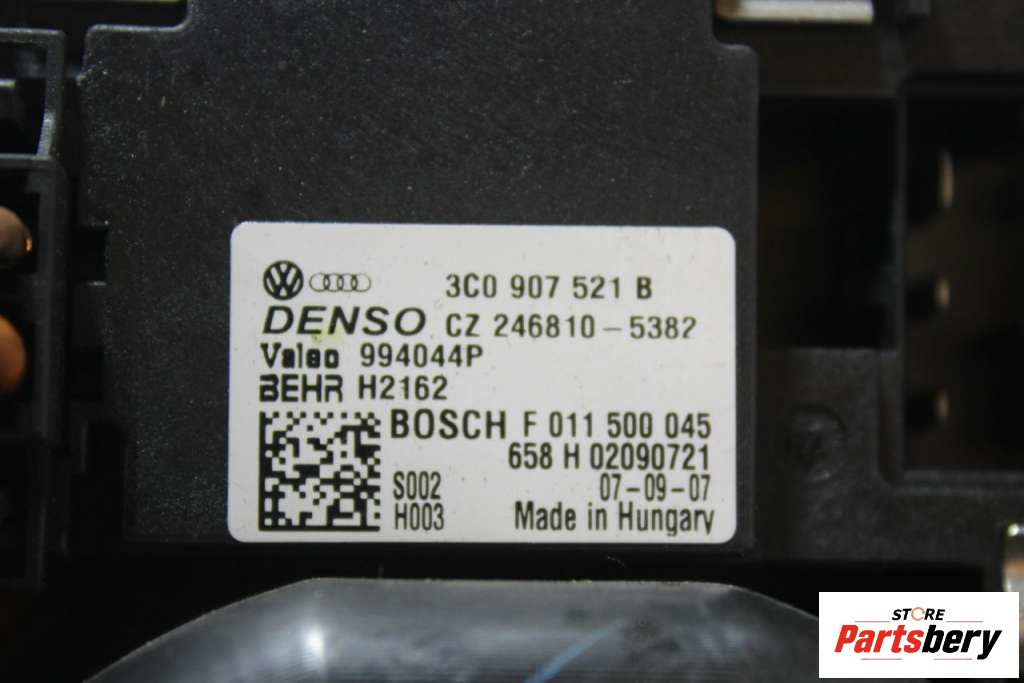 3C0 907 521 B
DENSO CZ 246810-5382
Valeo 994044P
BEHR H2162
BOSCH F 011 500 045
658 H 02090721
S002 07-09-07
H003 Made in Hungary
STORE
Partsbery